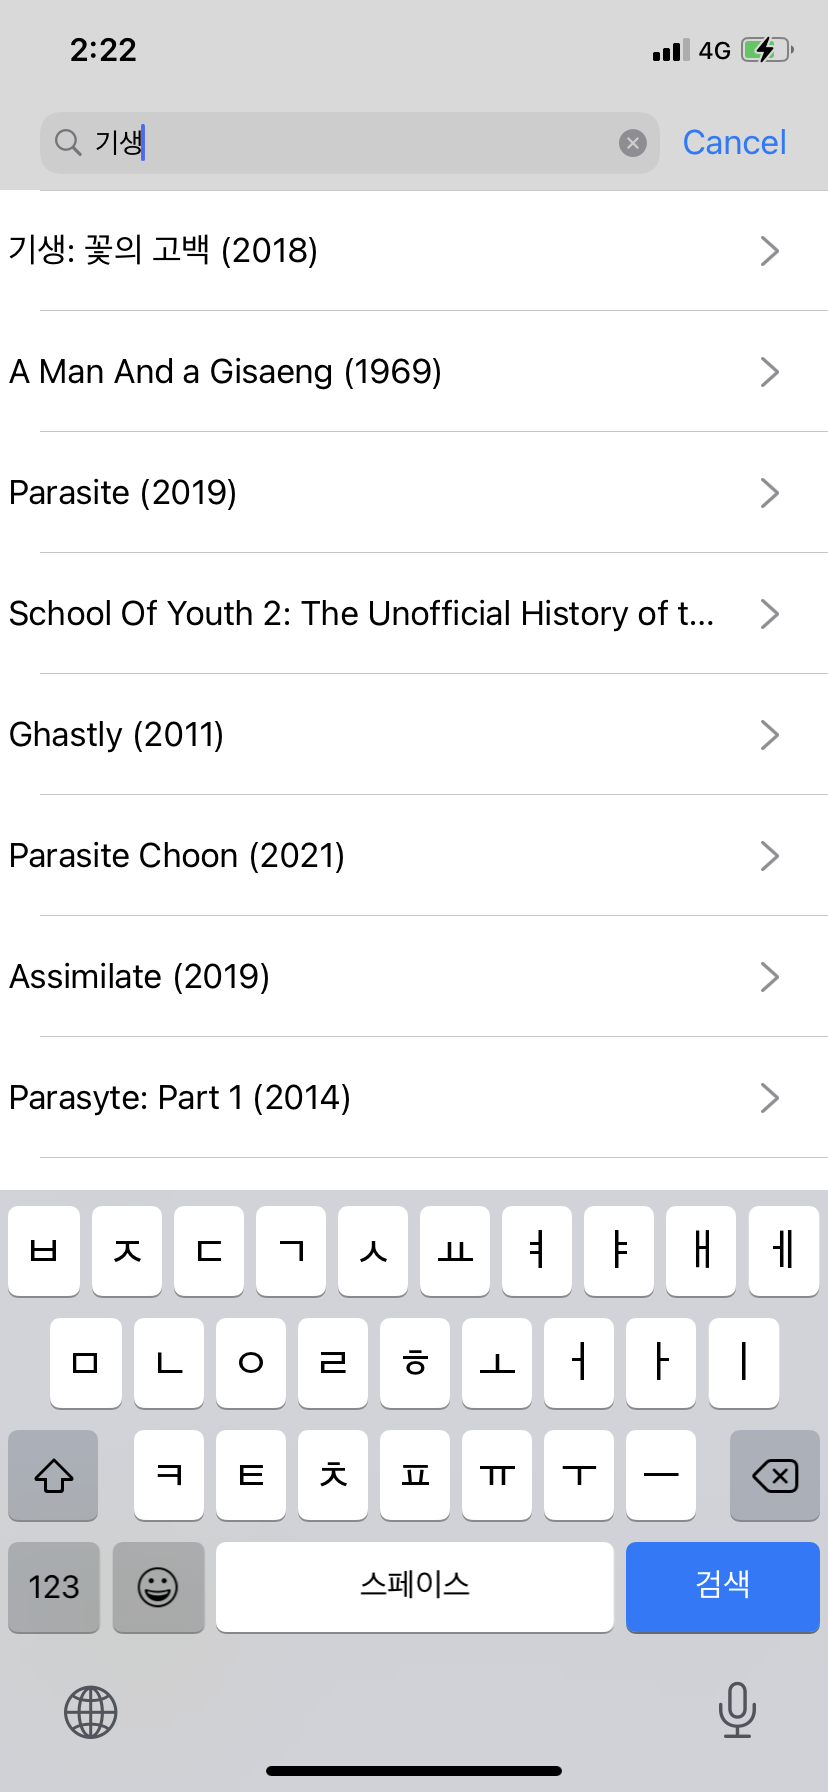 2:22 4G
기생 Cancel
기생: 꽃의 고백 (2018)
A Man And a Gisaeng (1969)
Parasite (2019)
School Of Youth 2: The Unofficial History of t...
Ghastly (2011)
Parasite Choon (2021)
Assimilate (2019)
Parasyte: Part 1 (2014)
ㅂ ㅈ ㄷ ㄱ ㅅ ㅛ ㅕ ㅑ ㅐ ㅔ
ㅁ ㄴ ㅇ ㄹ ㅎ ㅗ ㅓ ㅏ ㅣ
ㅋ ㅌ ㅊ ㅍ ㅠ ㅜ ㅡ
123 스페이스 검색